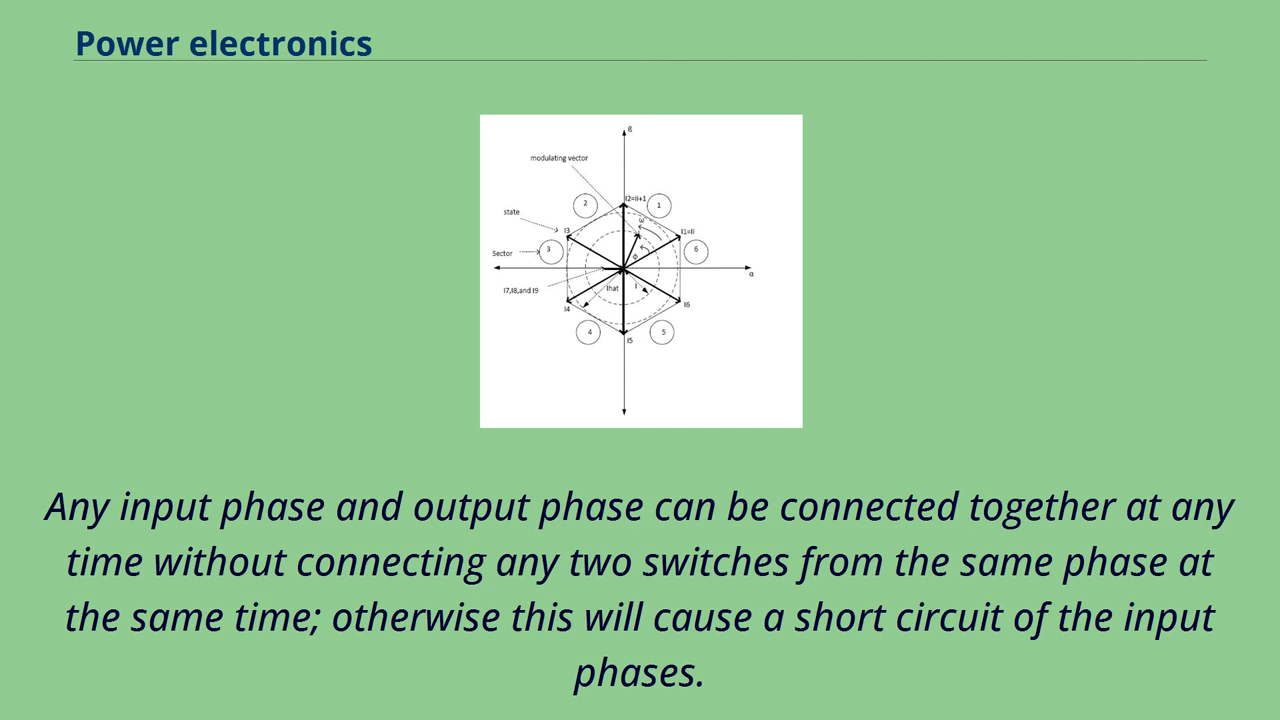 Power electronics
β
modulating vector
I2=Ii+1
2
1
state
ω
I3
I1=Ii
Sector
3
Φ
6
α
I7,I8,and I9
Ihat
I
I4
I6
4
5
I5
Any input phase and output phase can be connected together at any
time without connecting any two switches from the same phase at
the same time; otherwise this will cause a short circuit of the input
phases.